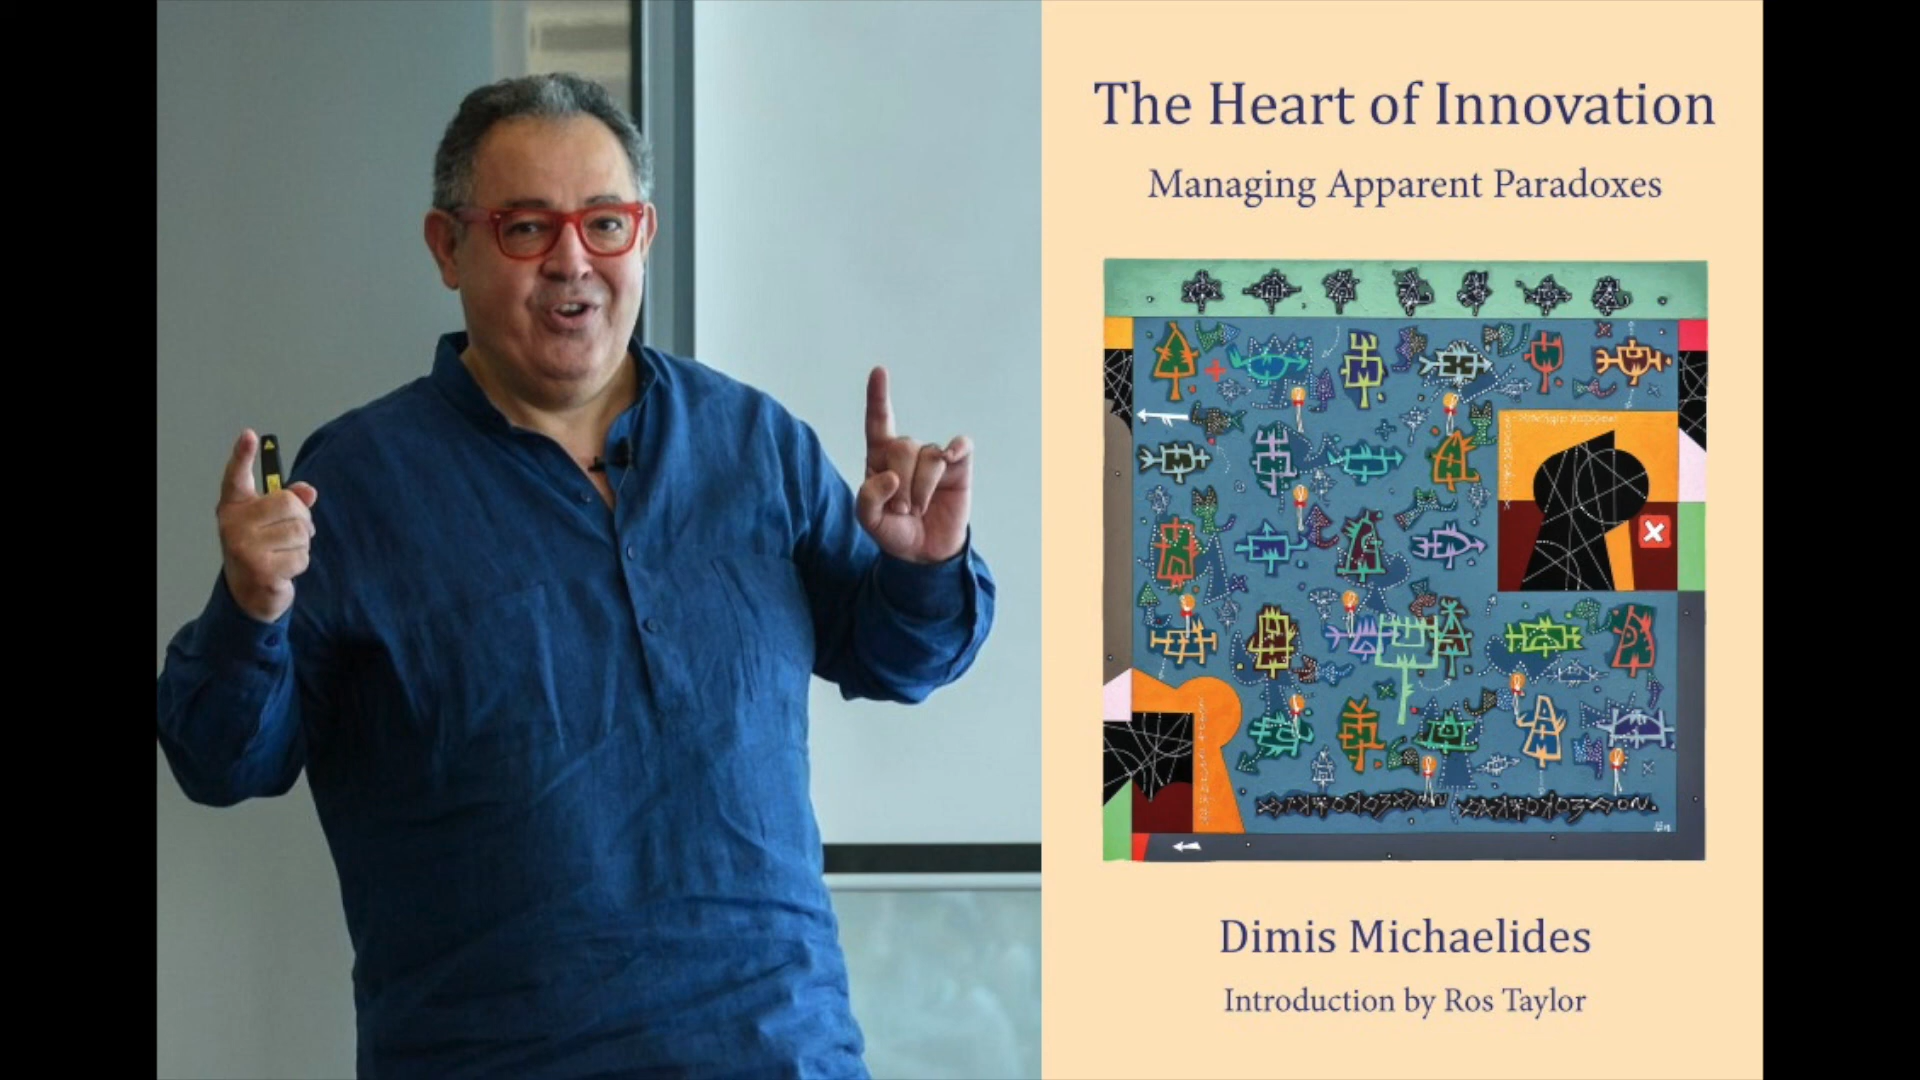 The Heart of Innovation
Managing Apparent Paradoxes
Dimis Michaelides
Introduction by Ros Taylor